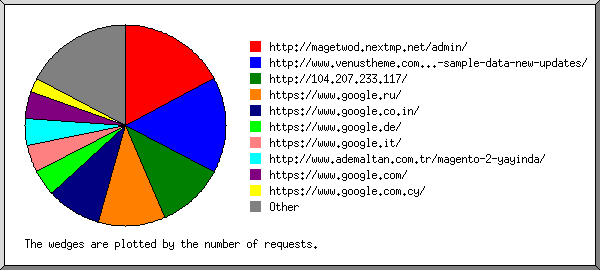 http://magetwod.nextmp.net/admin/
http://www.venustheme.com...-sample-data-new-updates/
http://104.207.233.117/
https://www.google.ru/
https://www.google.co.in/
https://www.google.de/
https://www.google.it/
http://www.ademaltan.com.tr/magento-2-yayinda/
https://www.google.com/
https://www.google.com.cy/
Other
The wedges are plotted by the number of requests.